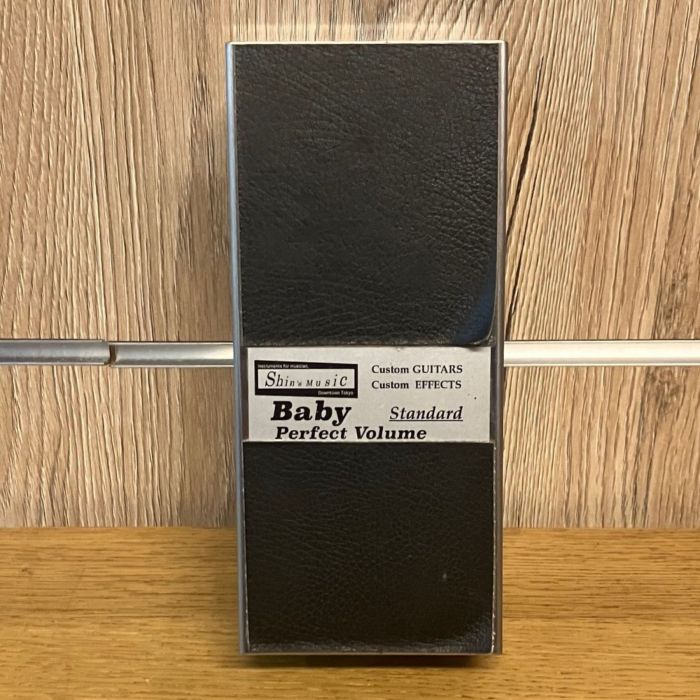 Instruments for musician.
Shin's Music
Downtown Tokyo
Custom GUITARS
Custom EFFECTS
Baby Standard
Perfect Volume